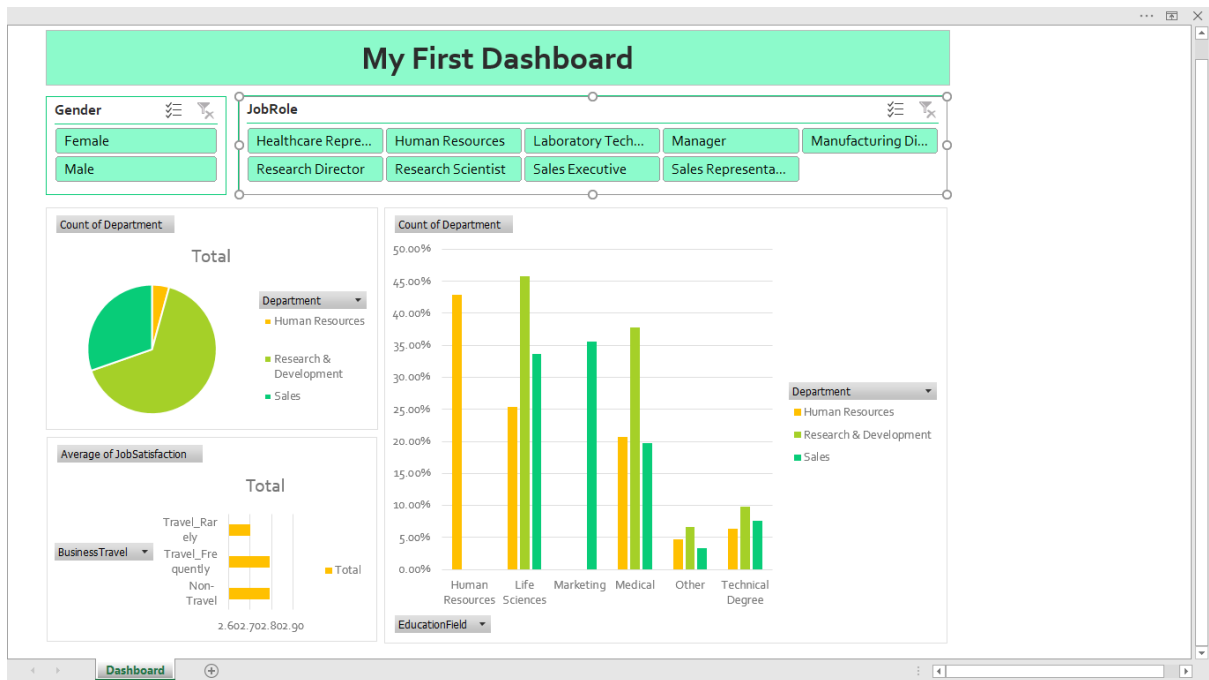 My First Dashboard
Gender
Female
Male
JobRole
Healthcare Repre...
Human Resources
Laboratory Tech...
Manager
Manufacturing Di...
Research Director
Research Scientist
Sales Executive
Sales Representa...
Count of Department
Total
Department
Human Resources
Research &
Development
Sales
Average of JobSatisfaction
Total
BusinessTravel
Travel_Rar
ely
Travel_Fre
quently
Non-
Travel
Total
2.602.702.802.90
Count of Department
50.00%
45.00%
40.00%
35.00%
30.00%
25.00%
20.00%
15.00%
10.00%
5.00%
0.00%
Human
Resources
Life
Sciences
Marketing
Medical
Other
Technical
Degree
EducationField
Department
Human Resources
Research & Development
Sales
Dashboard